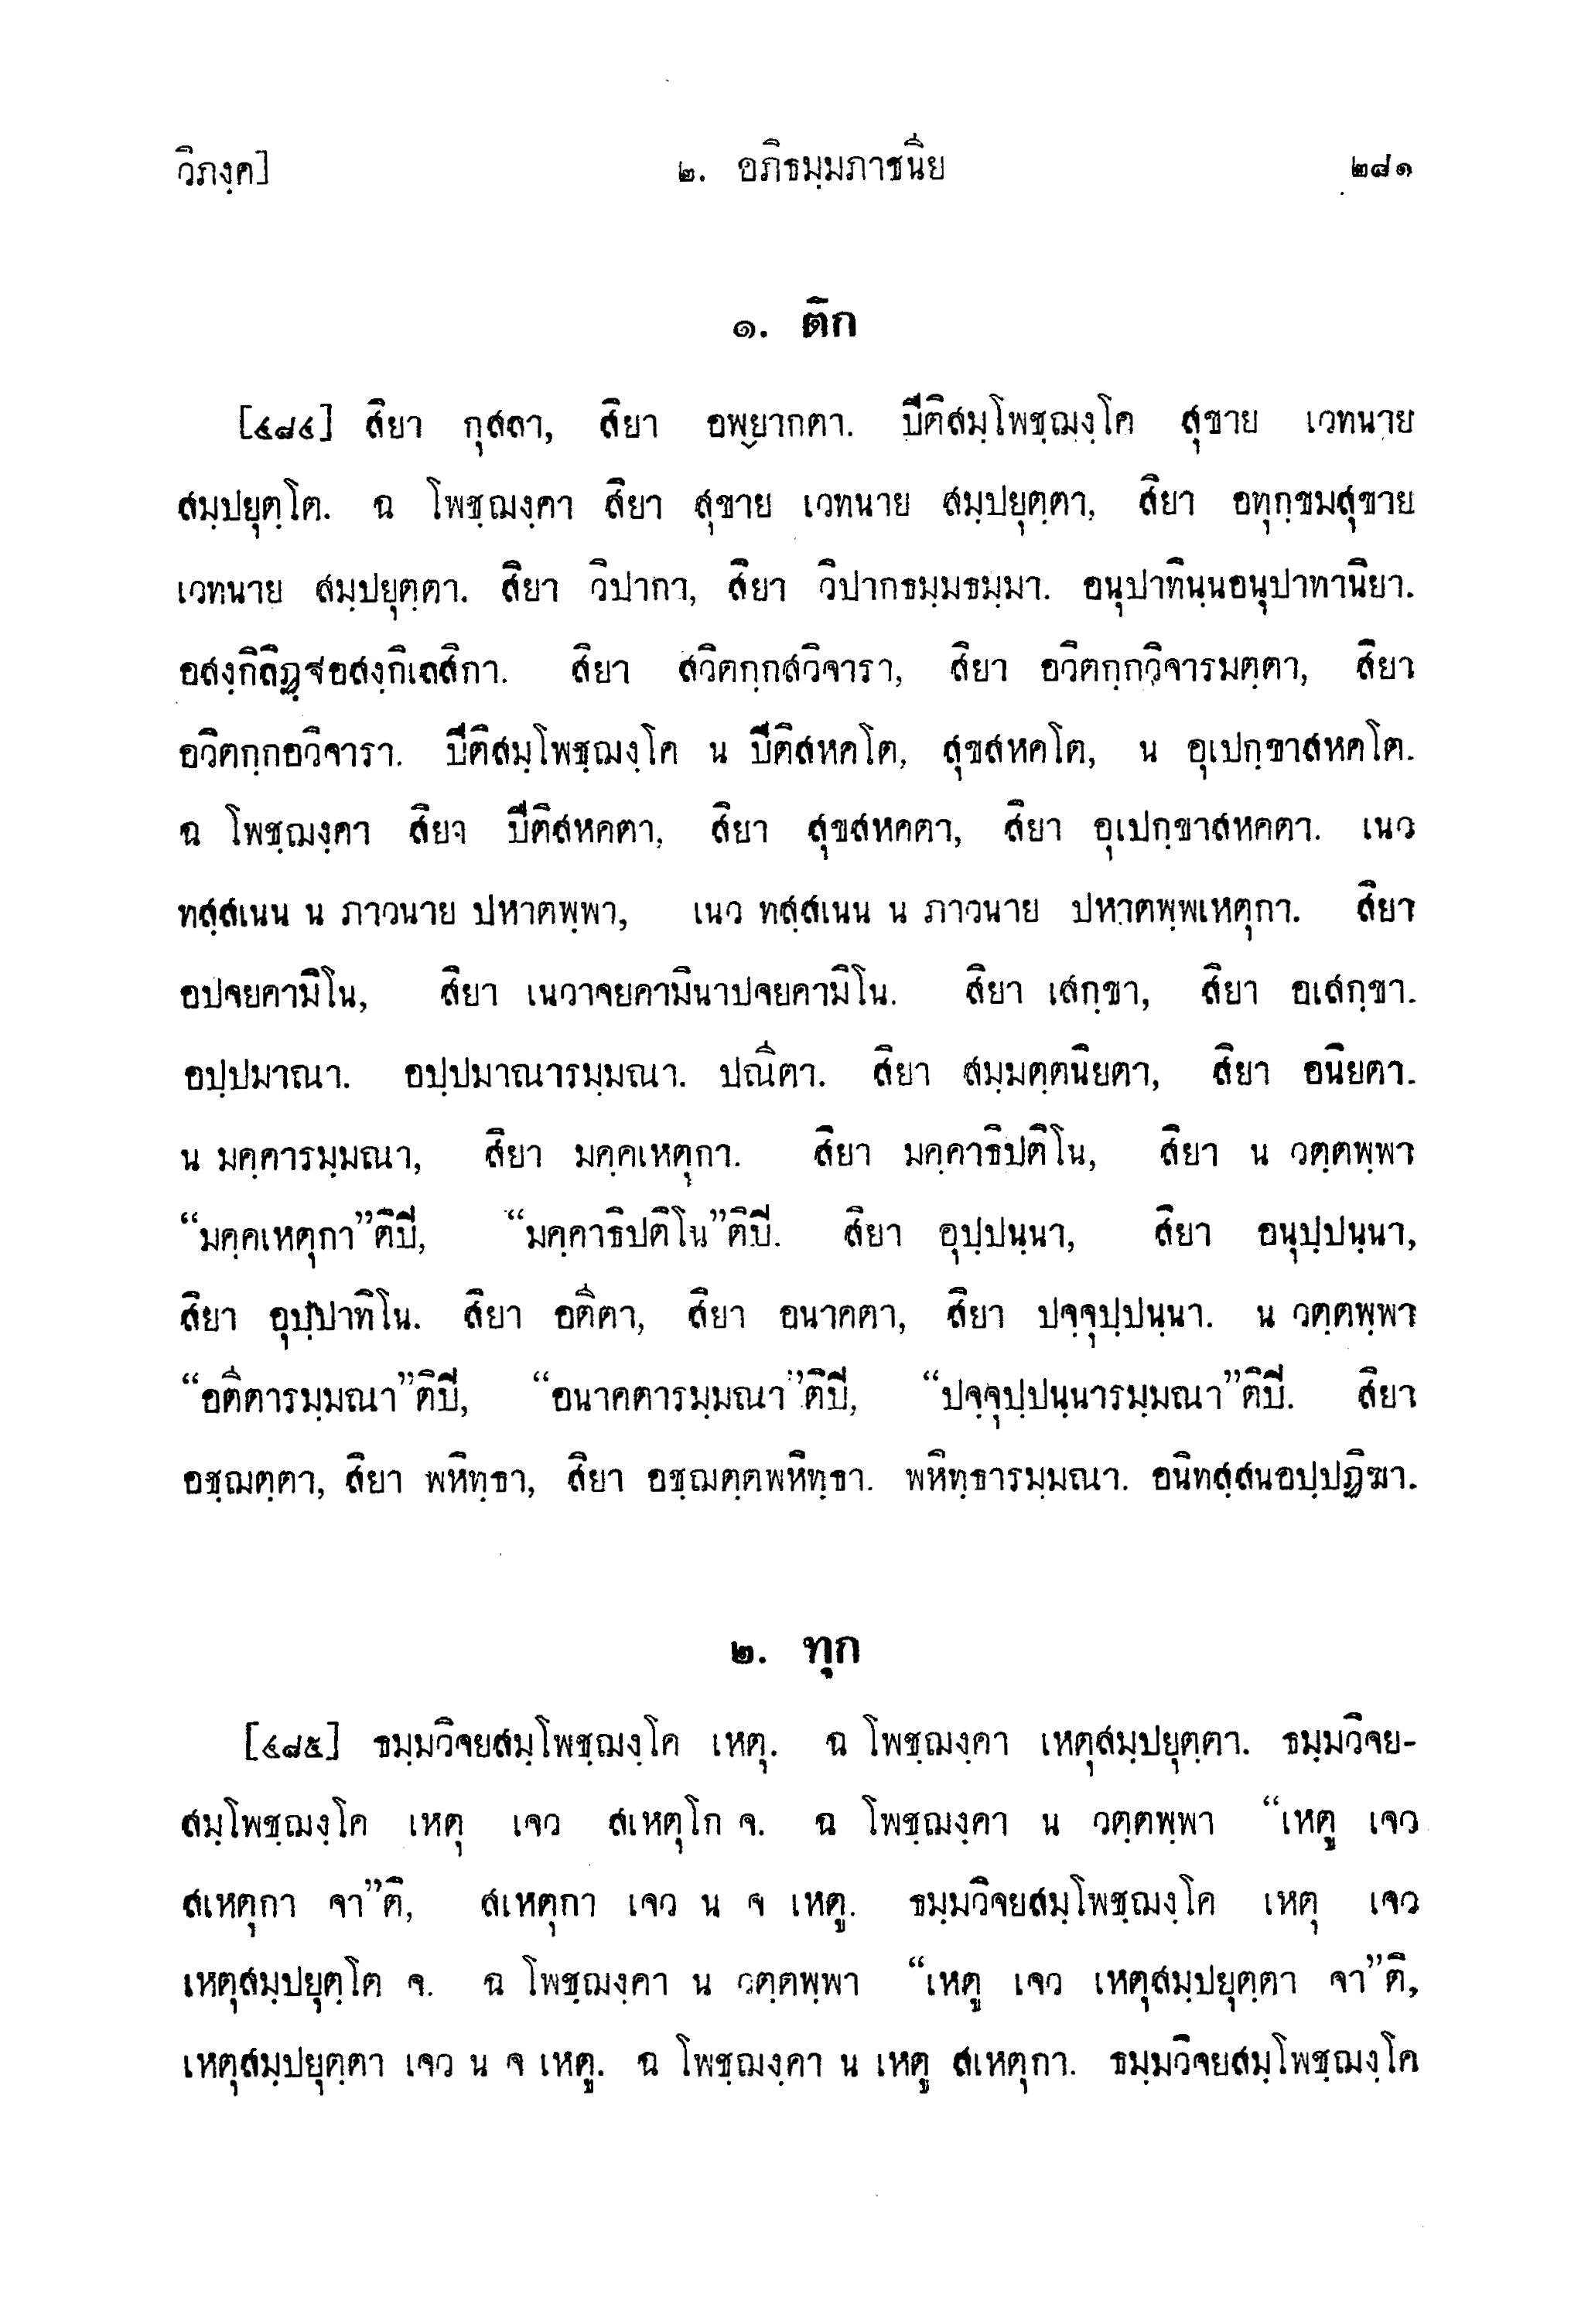 วิภงฺค]
๒. อภิธมฺมภาชนิย
๒๘๑
๑. ติก
[๔๘๔] สิยา กุสลา, สิยา อพฺยากตา. ปีติสมฺโพชฺฌงฺโค สุขาย เวทนาย
สมฺปยุตฺโต. ฉ โพชฺฌงฺคา สิยา สุขาย เวทนาย สมฺปยุตฺตา, สิยา อทุกฺขมสุขาย
เวทนาย สมฺปยุตฺตา. สิยา วิปากา, สิยา วิปากธมฺมธมฺมา. อนุปาทินฺนอนุปาทานิยา.
อสงฺกิลิฏฺฐอสงฺกิเลสิกา. สิยา สวิตกฺกสวิจารา, สิยา อวิตกฺกวิจารมตฺตา, สิยา
อวิตกฺกอวิจารา. ปีติสมฺโพชฺฌงฺโค น ปีติสหคโต, สุขสหคโต, น อุเปกฺขาสหคโต.
ฉ โพชฺฌงฺคา สิยา ปีติสหคตา, สิยา สุขสหคตา, สิยา อุเปกฺขาสหคตา. เนว
ทสฺสเนน น ภาวนาย ปหาตพฺพา, เนว ทสฺสเนน น ภาวนาย ปหาตพฺพเหตุกา. สิยา
อปจยคามิโน, สิยา เนวาจยคามินาปจยคามิโน. สิยา เสกฺขา, สิยา อเสกฺขา.
อปฺปมาณา. อปฺปมาณารมฺมณา. ปณีตา. สิยา สมฺมตฺตนิยตา, สิยา อนิยตา.
น มคฺคารมฺมณา, สิยา มคฺคเหตุกา. สิยา มคฺคาธิปติโน, สิยา น วตฺตพฺพา
“มคฺคเหตุกา”ติปิ, “มคฺคาธิปติโน”ติปิ. สิยา อุปฺปนฺนา, สิยา อนุปฺปนฺนา,
สิยา อุปฺปาทิโน. สิยา อตีตา, สิยา อนาคตา, สิยา ปจฺจุปฺปนฺนา. น วตฺตพฺพา
“อตีตารมฺมณา”ติปิ, “อนาคตารมฺมณา”ติปิ, “ปจฺจุปฺปนฺนารมฺมณา”ติปิ. สิยา
อชฺฌตฺตา, สิยา พหิทฺธา, สิยา อชฺฌตฺตพหิทฺธา. พหิทฺธารมฺมณา. อนิทสฺสนอปฺปฏิฆา.
๒. ทุก
[๔๘๕] ธมฺมวิจยสมฺโพชฺฌงฺโค เหตุ. ฉ โพชฺฌงฺคา เหตุสมฺปยุตฺตา. ธมฺมวิจย-
สมฺโพชฺฌงฺโค เหตุ เจว สเหตุโก จ. ฉ โพชฺฌงฺคา น วตฺตพฺพา “เหตู เจว
สเหตุกา จา”ติ, สเหตุกา เจว น จ เหตู. ธมฺมวิจยสมฺโพชฺฌงฺโค เหตุ เจว
เหตุสมฺปยุตฺโต จ. ฉ โพชฺฌงฺคา น วตฺตพฺพา “เหตู เจว เหตุสมฺปยุตฺตา จา”ติ,
เหตุสมฺปยุตฺตา เจว น จ เหตู. ฉ โพชฺฌงฺคา น เหตู สเหตุกา. ธมฺมวิจยสมฺโพชฺฌงฺโค